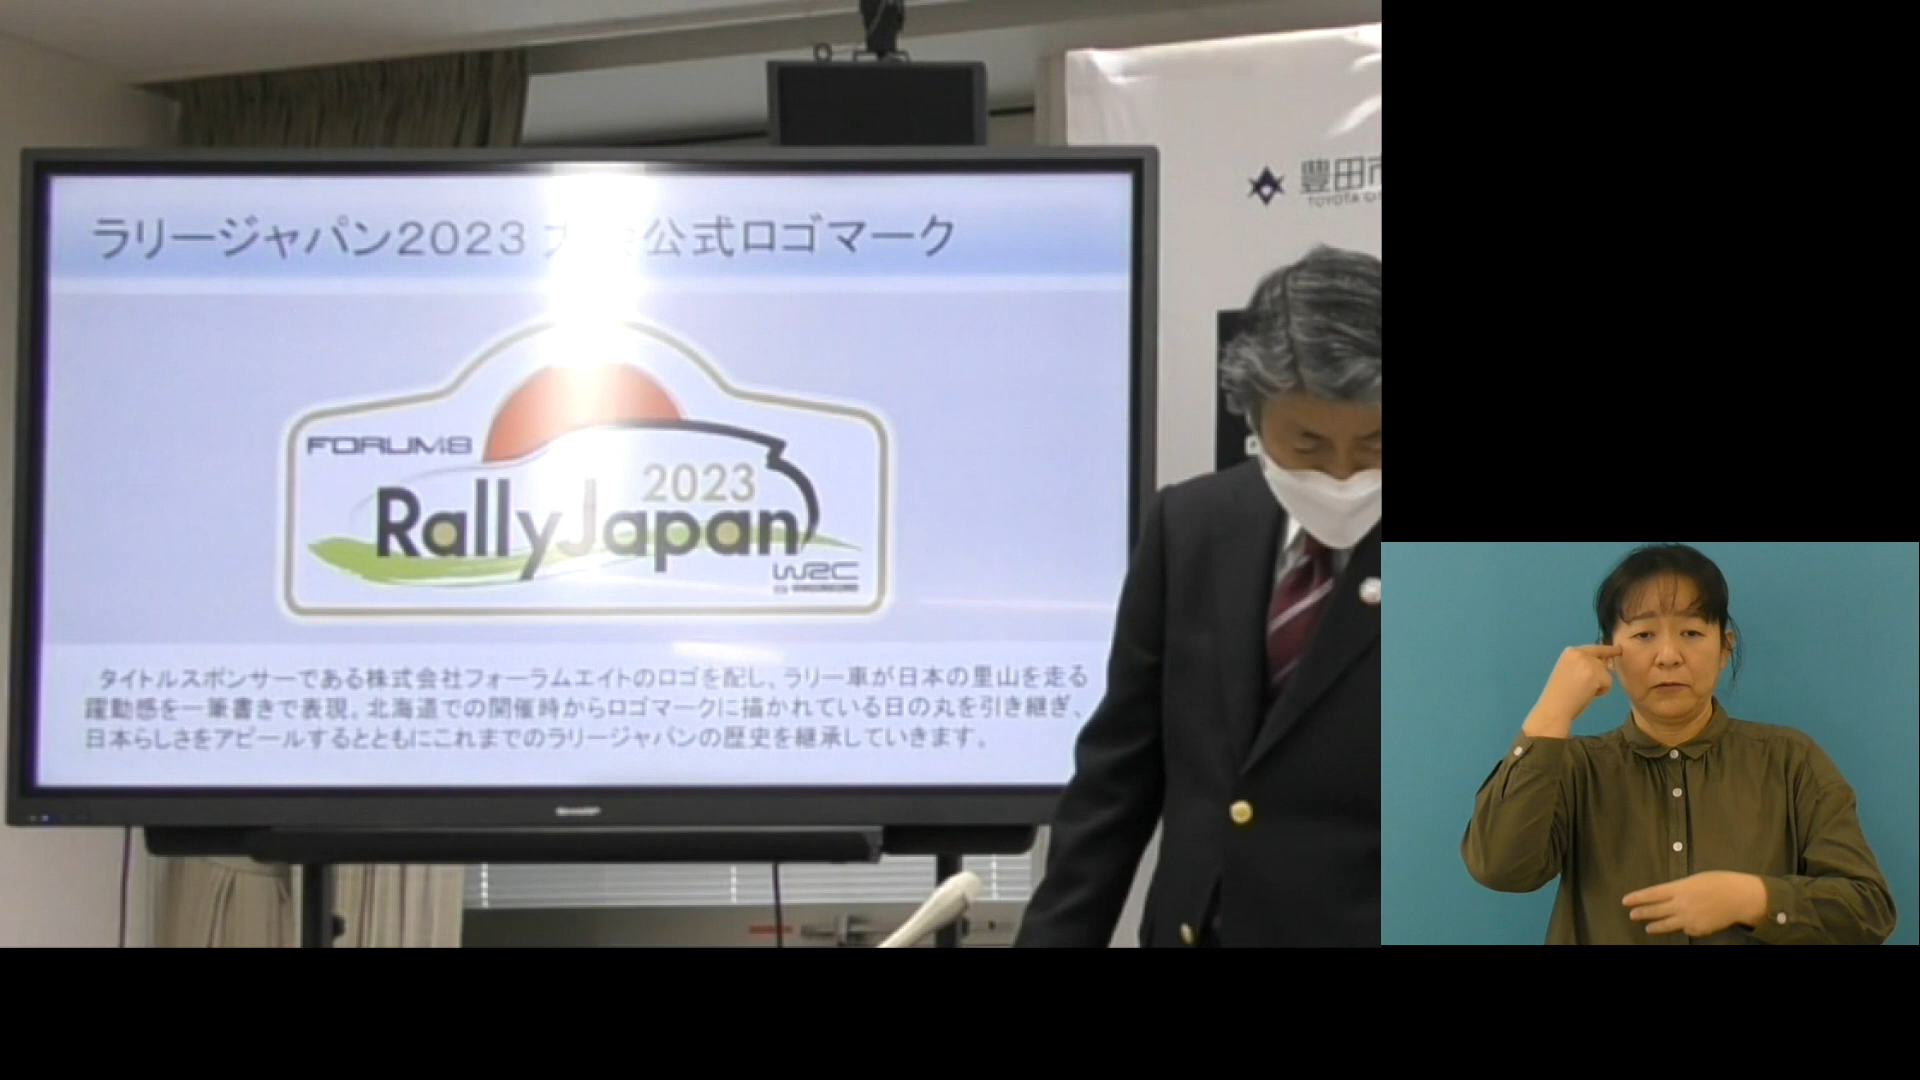 ラリージャパン2023 大会公式ロゴマーク
FORUM8
2023
RallyJapan
WRC
タイトルスポンサーである株式会社フォーラムエイトのロゴを配し、ラリー車が日本の里山を走る
躍動感を一筆書きで表現。北海道での開催時からロゴマークに描かれている日の丸を引き継ぎ、
日本らしさをアピールするとともにこれまでのラリージャパンの歴史を継承していきます。
SHARP
豊田市
TOYOTA